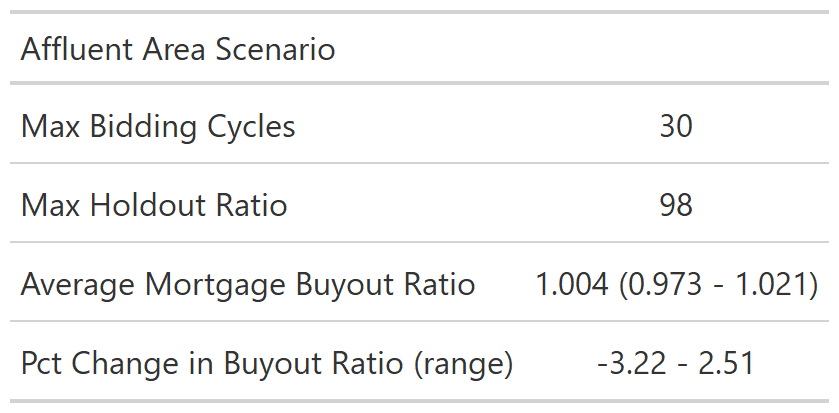 Affluent Area Scenario
Max Bidding Cycles 30
Max Holdout Ratio 98
Average Mortgage Buyout Ratio 1.004 (0.973 - 1.021)
Pct Change in Buyout Ratio (range) -3.22 - 2.51